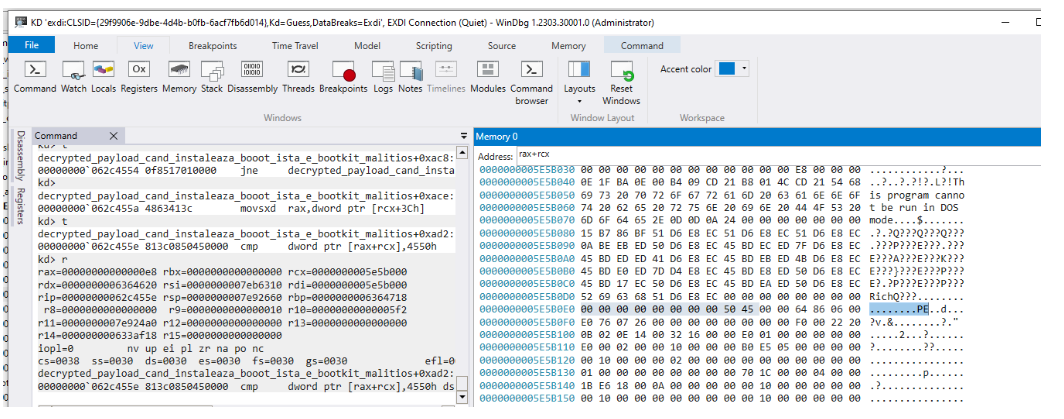 KD 'exdi:CLSID={29f9906e-9dbe-4d4b-b0fb-6acf7fb6d014},Kd=Guess,DataBreaks=Exdi', EXDI Connection (Quiet) - WinDbg 1.2303.30001.0 (Administrator)
File Home View Breakpoints Time Travel Model Scripting Source Memory Command
Command Watch Locals Registers Memory Stack Disassembly Threads Breakpoints Logs Notes Timelines Modules Command browser Layouts Reset Windows Accent color
Windows Window Layout Workspace
Disassembly
Registers
Command
decrypted_payload_cand_instaleaza_booot_ista_e_bootkit_malitios+0xac8:
00000000`062c4554 0f8517010000 jne decrypted_payload_cand_insta
kd>
decrypted_payload_cand_instaleaza_booot_ista_e_bootkit_malitios+0xace:
00000000`062c455a 4863413c movsxd rax,dword ptr [rcx+3Ch]
kd> t
decrypted_payload_cand_instaleaza_booot_ista_e_bootkit_malitios+0xad2:
00000000`062c455e 813c0850450000 cmp dword ptr [rax+rcx],4550h
kd> r
rax=00000000000000e8 rbx=0000000000000000 rcx=0000000005e5b000
rdx=0000000006364620 rsi=0000000007eb6310 rdi=0000000005e5b000
rip=00000000062c455e rsp=0000000007e92660 rbp=0000000006364718
r8=0000000000000000 r9=0000000000000010 r10=00000000000005f2
r11=0000000007e924a0 r12=0000000000000000 r13=0000000000000000
r14=000000000633af18 r15=0000000000000000
iopl=0 nv up ei pl zr na po nc
cs=0038 ss=0030 ds=0030 es=0030 fs=0030 gs=0030 efl=0
decrypted_payload_cand_instaleaza_booot_ista_e_bootkit_malitios+0xad2:
00000000`062c455e 813c0850450000 cmp dword ptr [rax+rcx],4550h ds
Memory 0
Address: rax+rcx
0000000005E5B030 00 00 00 00 00 00 00 00 00 00 00 00 E8 00 00 00 ............?...
0000000005E5B040 0E 1F BA 0E 00 B4 09 CD 21 B8 01 4C CD 21 54 68 ..?..?.?!?.L?!Th
0000000005E5B050 69 73 20 70 72 6F 67 72 61 6D 20 63 61 6E 6E 6F is program canno
0000000005E5B060 74 20 62 65 20 72 75 6E 20 69 6E 20 44 4F 53 20 t be run in DOS
0000000005E5B070 6D 6F 64 65 2E 0D 0D 0A 24 00 00 00 00 00 00 00 mode....$.......
0000000005E5B080 15 B7 86 BF 51 D6 E8 EC 51 D6 E8 EC 51 D6 E8 EC .?.?Q???Q???Q???
0000000005E5B090 0A BE EB ED 50 D6 E8 EC 45 BD EC ED 7F D6 E8 EC .???P???E???.???
0000000005E5B0A0 45 BD ED ED 41 D6 E8 EC 45 BD EB ED 4B D6 E8 EC E???A???E???K???
0000000005E5B0B0 45 BD E0 ED 7D D4 E8 EC 45 BD E8 ED 50 D6 E8 EC E???}???E???P???
0000000005E5B0C0 45 BD 17 EC 50 D6 E8 EC 45 BD EA ED 50 D6 E8 EC E?.?P???E???P???
0000000005E5B0D0 52 69 63 68 51 D6 E8 EC 00 00 00 00 00 00 00 00 RichQ???........
0000000005E5B0E0 00 00 00 00 00 00 00 00 50 45 00 00 64 86 06 00 ........PE..d...
0000000005E5B0F0 E0 76 07 26 00 00 00 00 00 00 00 00 F0 00 22 20 ?v.&........?."
0000000005E5B100 0B 02 0E 14 00 32 16 00 00 E0 01 00 00 00 00 00 .....2...?......
0000000005E5B110 E0 00 02 00 00 10 00 00 00 B0 E5 05 00 00 00 00 ?........??.....
0000000005E5B120 00 10 00 00 00 02 00 00 00 00 00 00 00 00 00 00 ................
0000000005E5B130 01 00 00 00 00 00 00 00 00 70 1C 00 00 04 00 00 .........p......
0000000005E5B140 1B E6 18 00 0A 00 00 00 00 00 10 00 00 00 00 00 .?..............
0000000005E5B150 00 10 00 00 00 00 00 00 00 00 10 00 00 00 00 00 ................